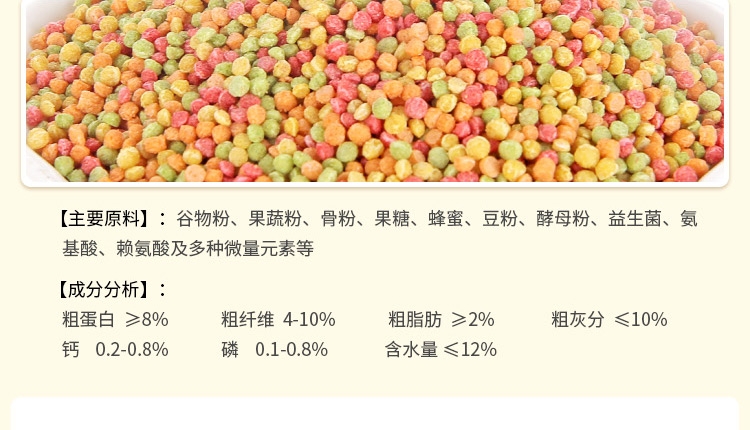 【主要原料】：谷物粉、果蔬粉、骨粉、果糖、蜂蜜、豆粉、酵母粉、益生菌、氨
基酸、赖氨酸及多种微量元素等
【成分分析】：
粗蛋白 ≥8% 粗纤维 4-10% 粗脂肪 ≥2% 粗灰分 ≤10%
钙 0.2-0.8% 磷 0.1-0.8% 含水量 ≤12%